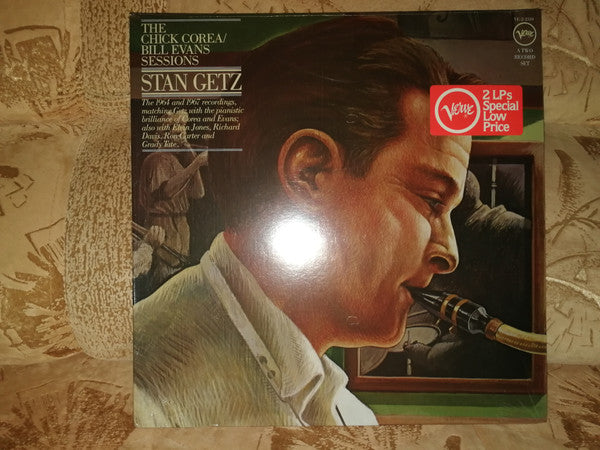 THE
CHICK COREA/
BILL EVANS
SESSIONS
STAN GETZ
The 1964 and 1967 recordings,
matching Getz with the pianistic
brilliance of Corea and Evans;
also with Elvin Jones, Richard
Davis, Ron Carter and
Grady Tate.
Verve
A TWO
RECORD
SET
Verve
2 LPs
Special
Low
Price